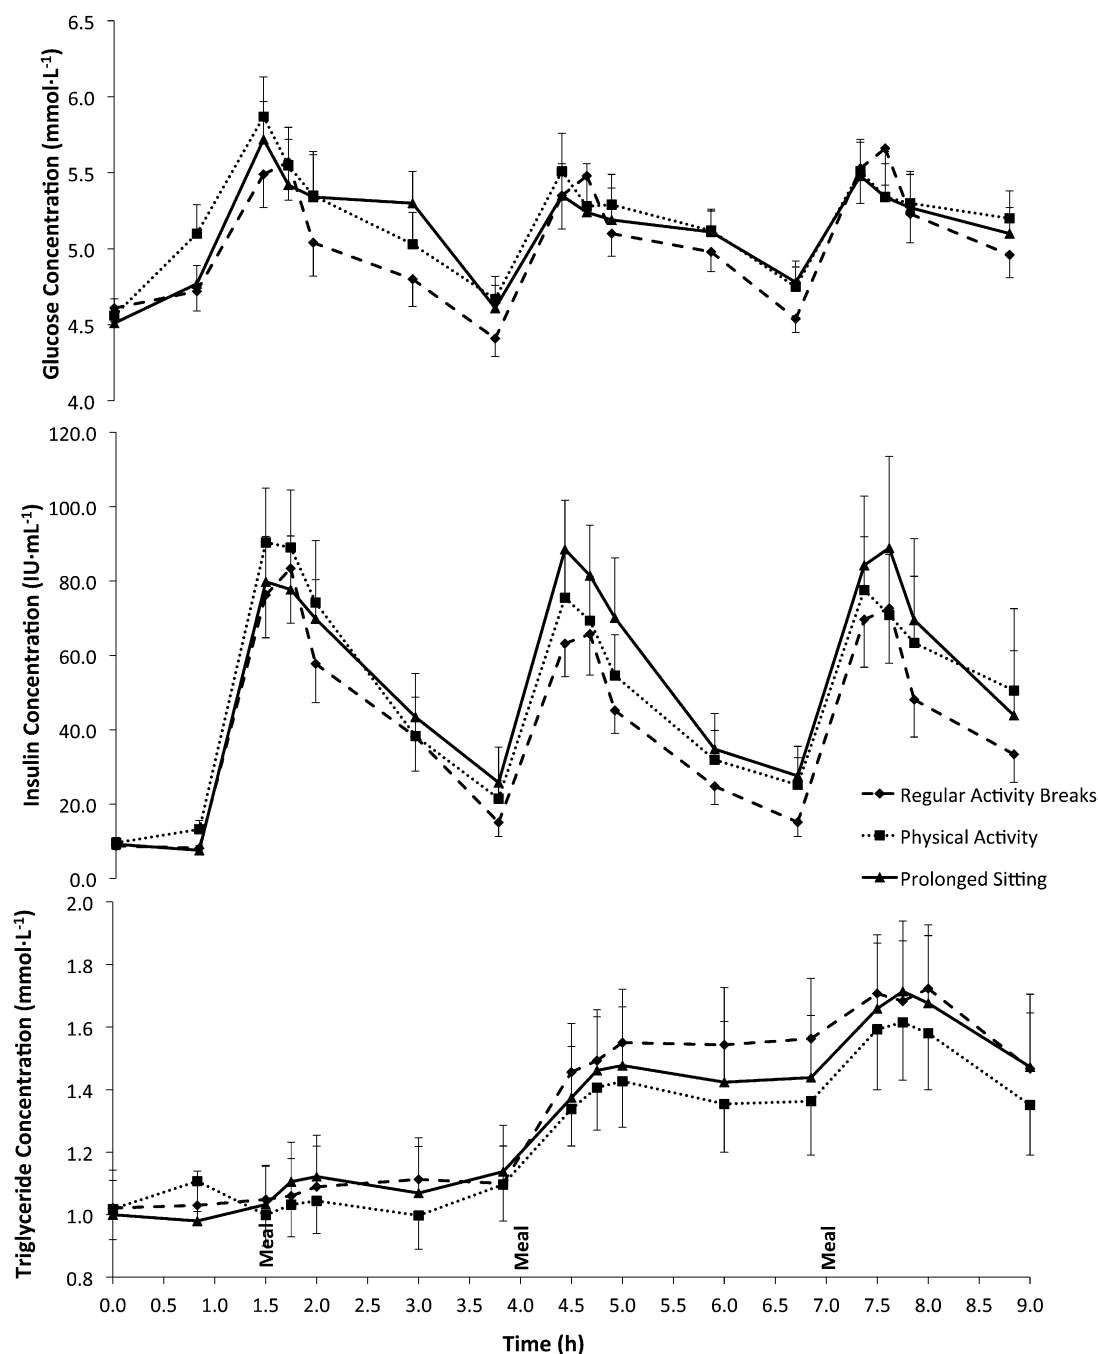 Glucose Concentration (mmol·L-1)
6.5
6.0
5.5
5.0
4.5
4.0
Insulin Concentration (IU·mL-1)
120.0
100.0
80.0
60.0
40.0
20.0
0.0
Regular Activity Breaks
Physical Activity
Prolonged Sitting
Triglyceride Concentration (mmol·L-1)
2.0
1.8
1.6
1.4
1.2
1.0
0.8
Meal
Meal
Meal
0.0 0.5 1.0 1.5 2.0 2.5 3.0 3.5 4.0 4.5 5.0 5.5 6.0 6.5 7.0 7.5 8.0 8.5 9.0
Time (h)